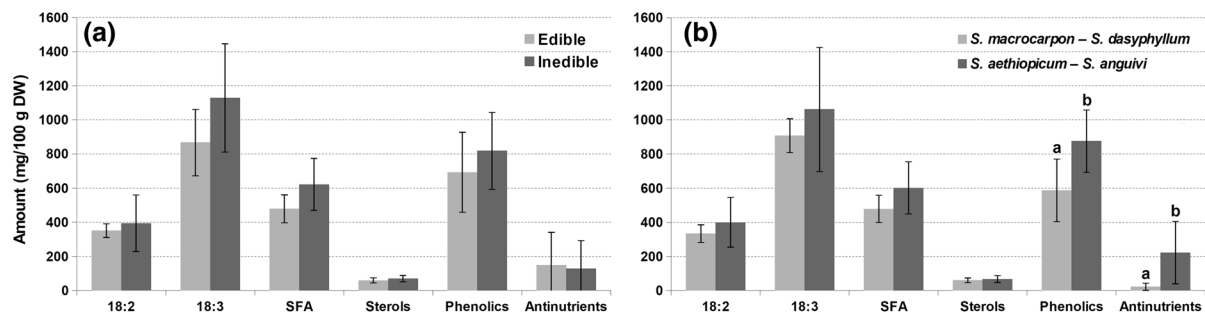 (a)
Edible
Inedible
Amount (mg/100 g DW)
1600
1400
1200
1000
800
600
400
200
0
18:2 18:3 SFA Sterols Phenolics Antinutrients
(b)
S. macrocarpon – S. dasyphyllum
S. aethiopicum – S. anguivi
1600
1400
1200
1000
800
600
400
200
0
a b
a b
18:2 18:3 SFA Sterols Phenolics Antinutrients